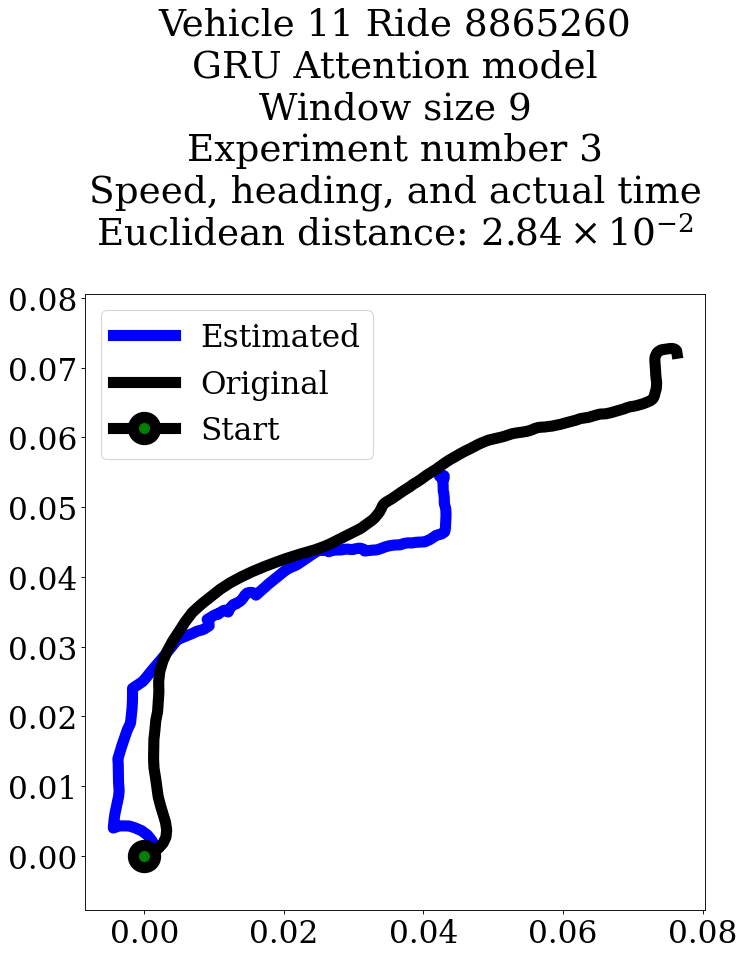 Vehicle 11 Ride 8865260
GRU Attention model
Window size 9
Experiment number 3
Speed, heading, and actual time
Euclidean distance: 2.84 × 10⁻²
0.08
0.07
0.06
0.05
0.04
0.03
0.02
0.01
0.00
Estimated
Original
Start
0.00 0.02 0.04 0.06 0.08